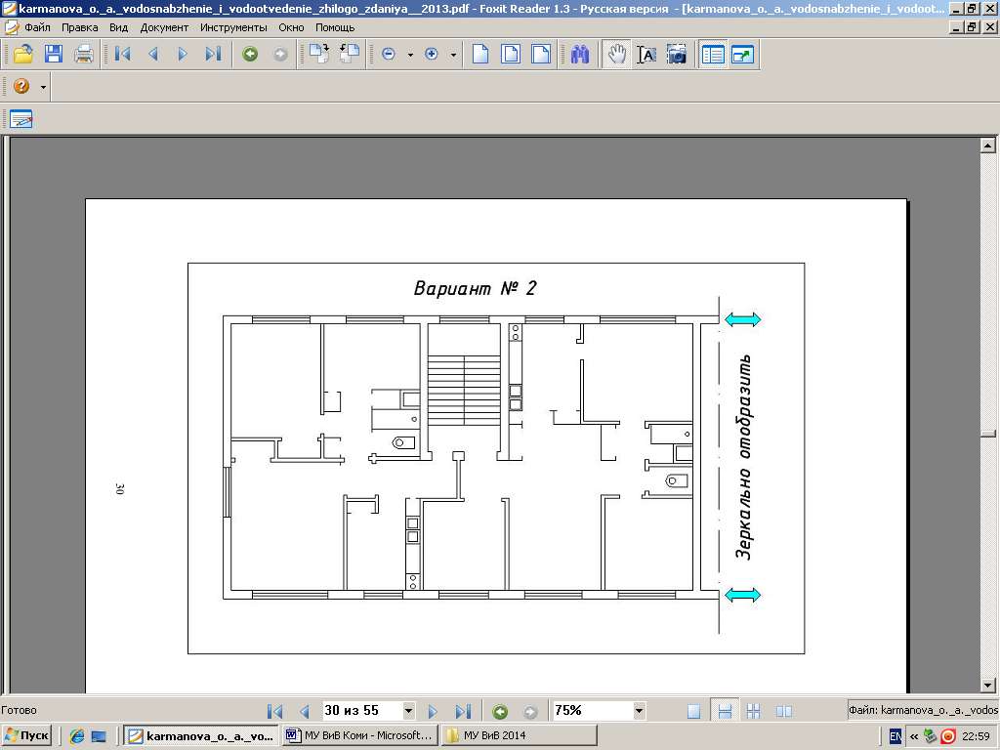 karmanova_o._a._vodosnabzhenie_i_vodootvedenie_zhilogo_zdaniya__2013.pdf - Foxit Reader 1.3 - Русская версия - [karmanova_o._a._vodosnabzhenie_i_vodoot...
Файл Правка Вид Документ Инструменты Окно Помощь
Вариант № 2
Зеркально отобразить
30
Готово
30 из 55
75%
Файл: karmanova_o._a._vodos
Пуск
karmanova_o._a._vo...
МУ ВиВ Коми - Microsoft...
МУ ВиВ 2014
EN
22:59